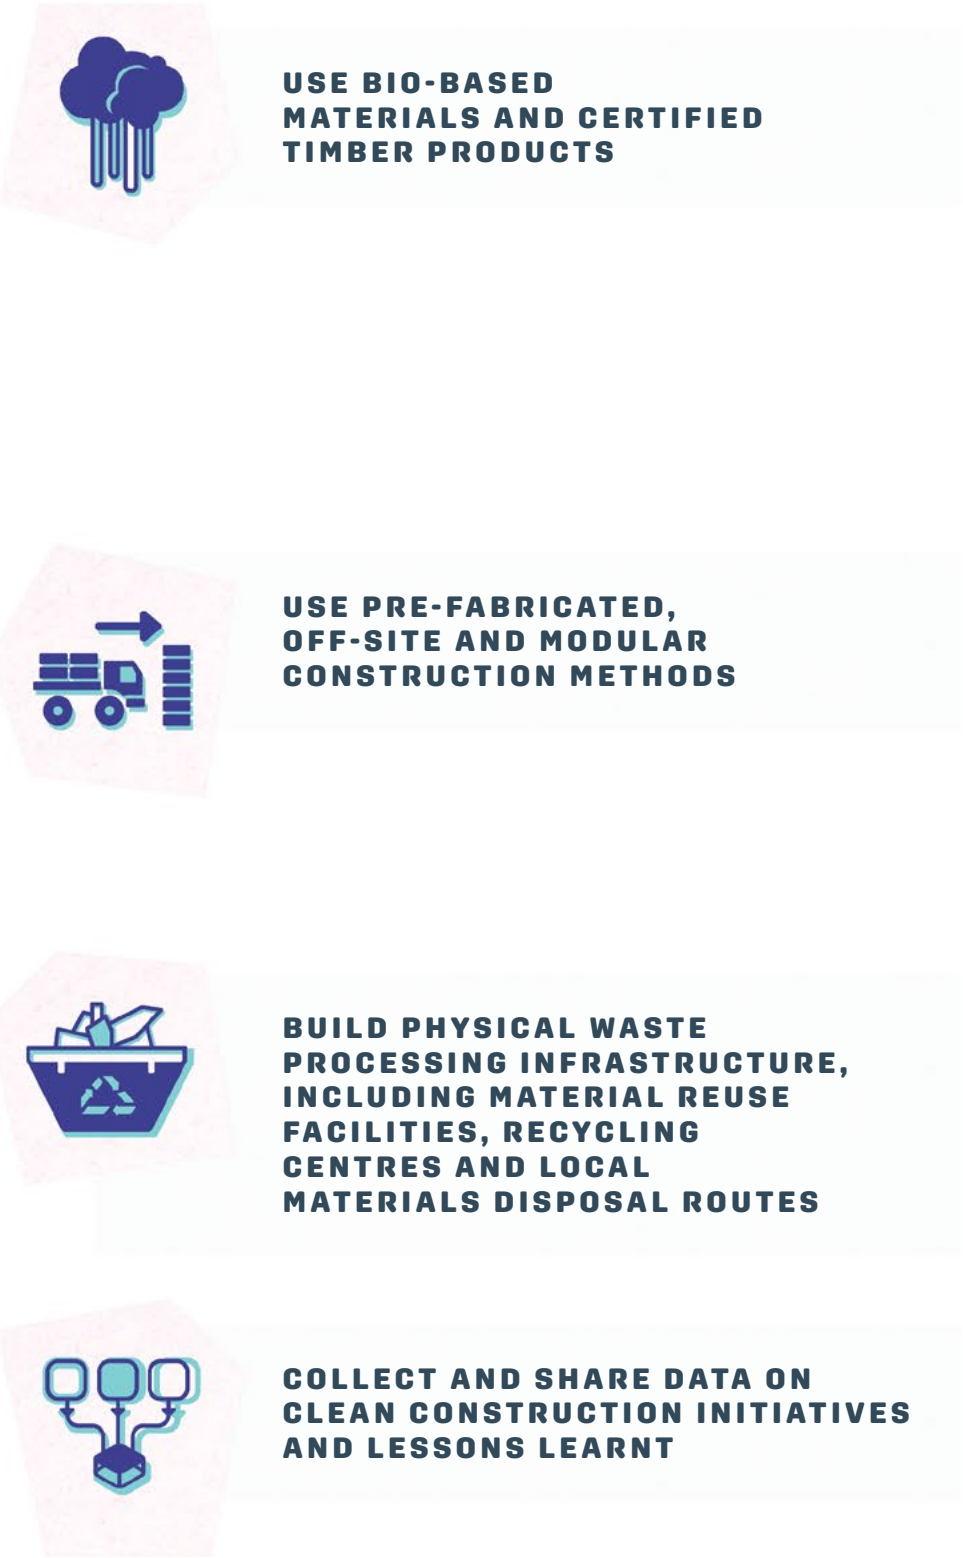 USE BIO-BASED
MATERIALS AND CERTIFIED
TIMBER PRODUCTS
USE PRE-FABRICATED,
OFF-SITE AND MODULAR
CONSTRUCTION METHODS
BUILD PHYSICAL WASTE
PROCESSING INFRASTRUCTURE,
INCLUDING MATERIAL REUSE
FACILITIES, RECYCLING
CENTRES AND LOCAL
MATERIALS DISPOSAL ROUTES
COLLECT AND SHARE DATA ON
CLEAN CONSTRUCTION INITIATIVES
AND LESSONS LEARNT